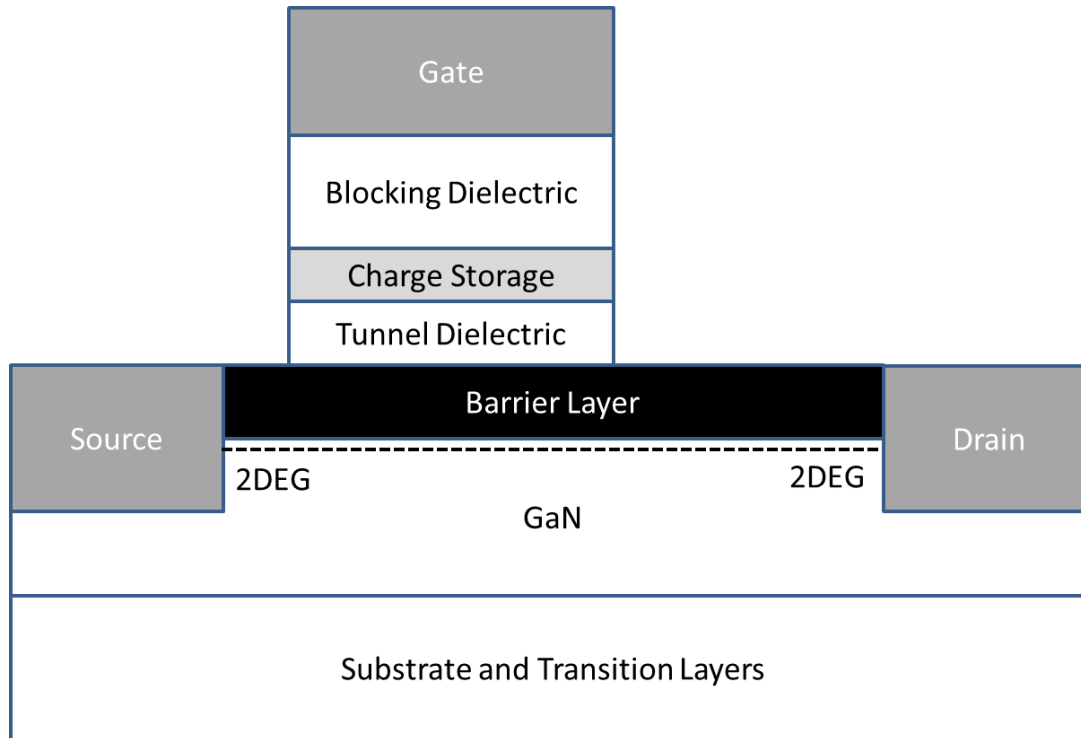 Gate
Blocking Dielectric
Charge Storage
Tunnel Dielectric
Barrier Layer
Source
Drain
2DEG
2DEG
GaN
Substrate and Transition Layers